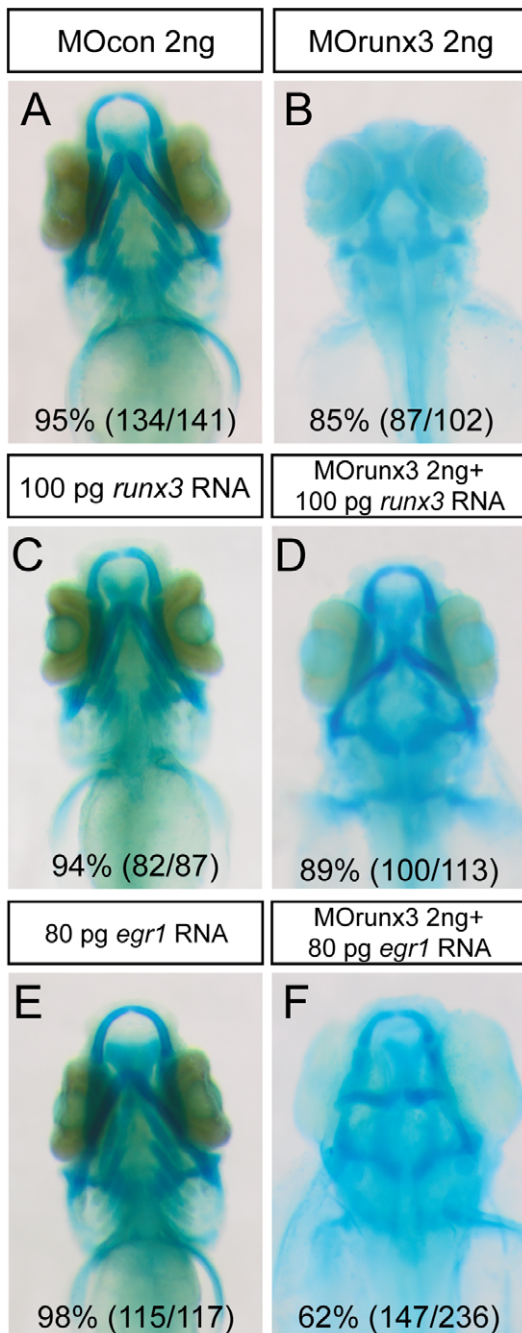 MOcon 2ng
MOrunx3 2ng
A
B
95% (134/141)
85% (87/102)
100 pg runx3 RNA
MOrunx3 2ng+
100 pg runx3 RNA
C
D
94% (82/87)
89% (100/113)
80 pg egr1 RNA
MOrunx3 2ng+
80 pg egr1 RNA
E
F
98% (115/117)
62% (147/236)